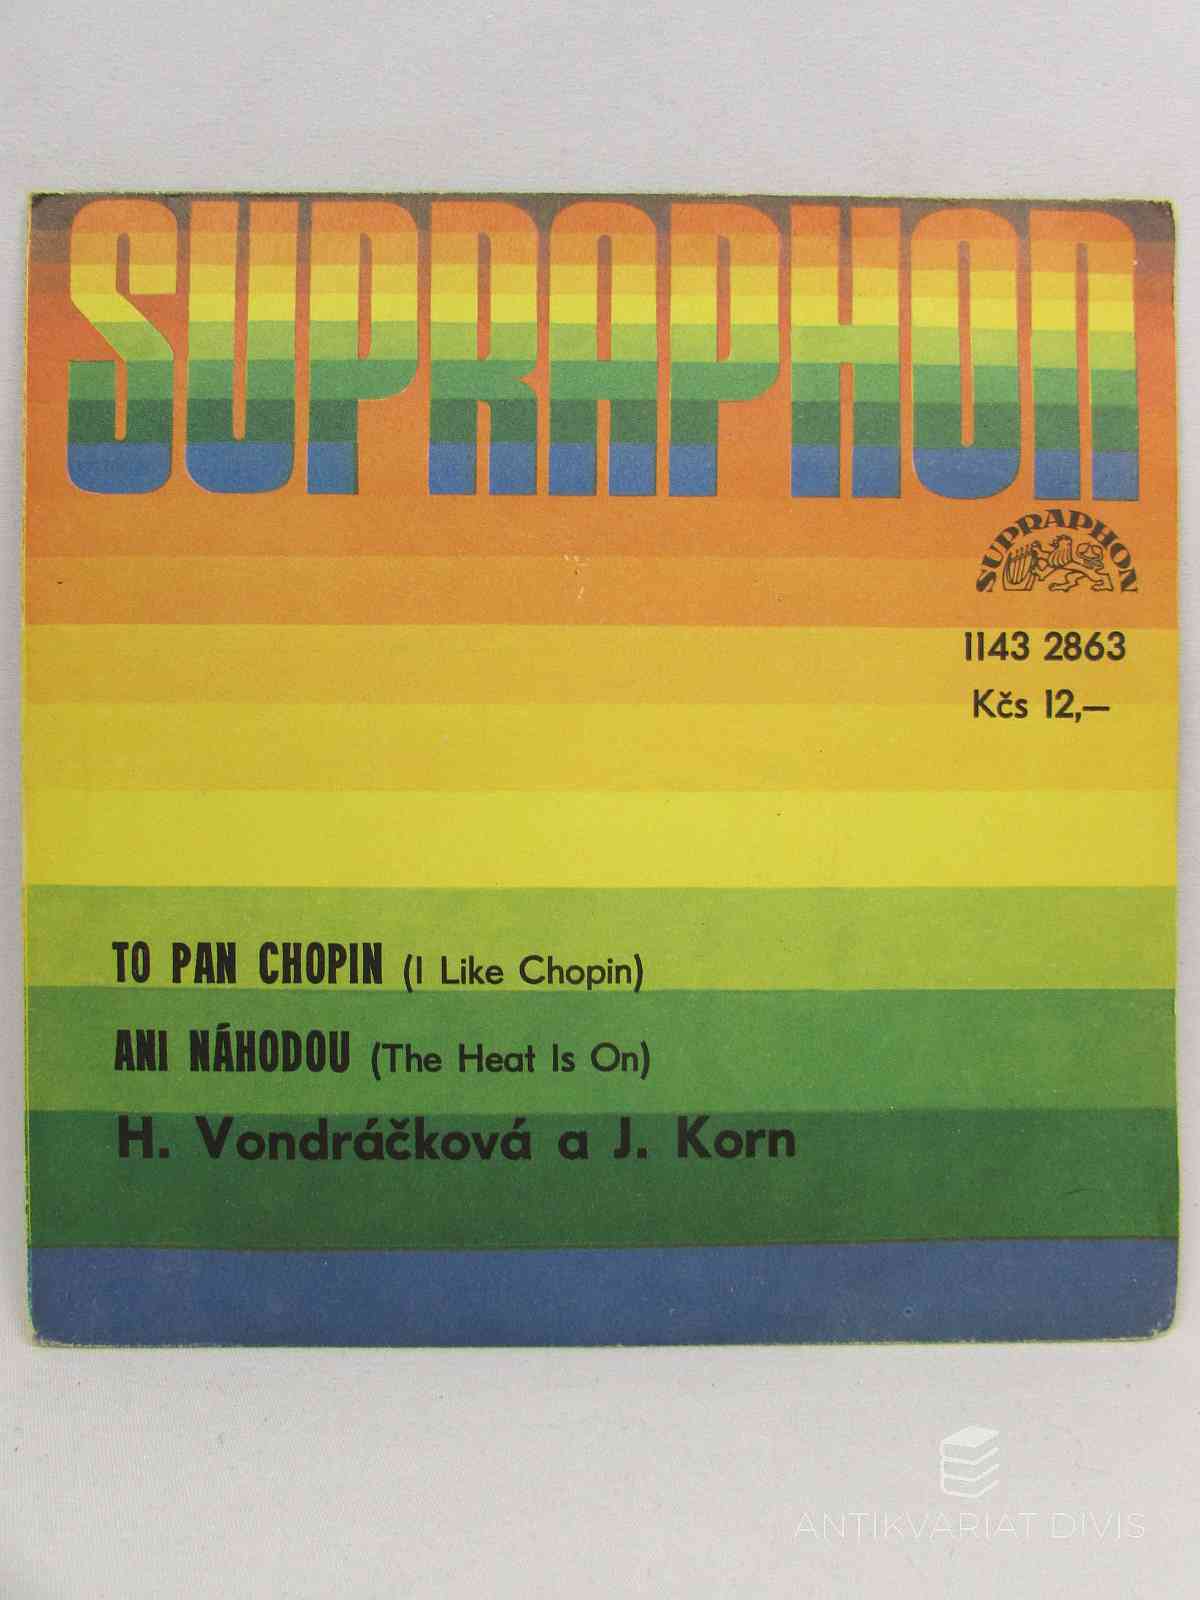 SUPRAPHON
SUPRAPHON
1143 2863
Kčs 12,—
TO PAN CHOPIN (I Like Chopin)
ANI NÁHODOU (The Heat Is On)
H. Vondráčková a J. Korn
ANTIKVARIAT DIVIS